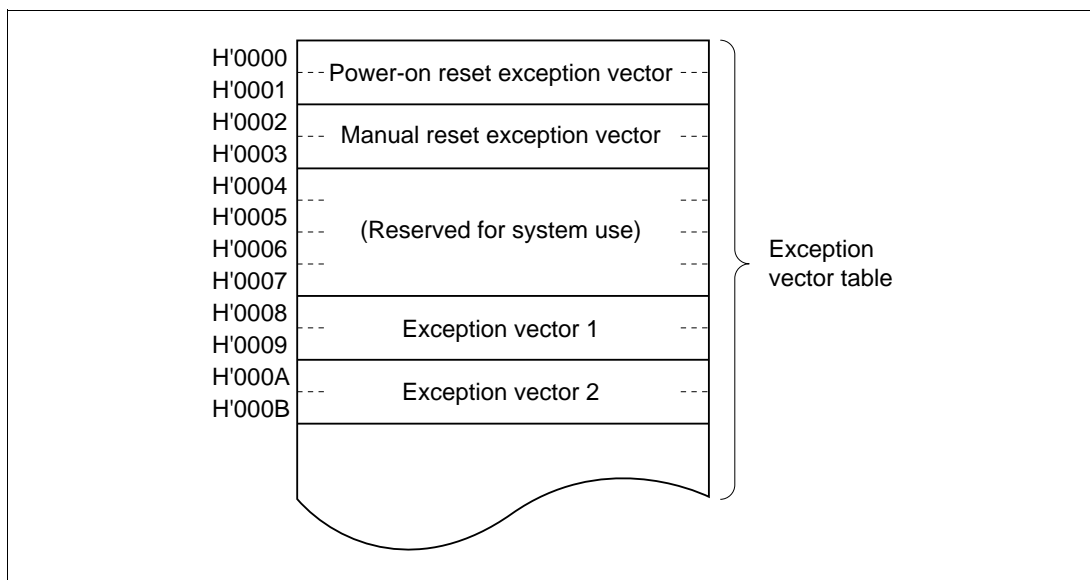 H'0000
Power-on reset exception vector
H'0001
H'0002
Manual reset exception vector
H'0003
H'0004
H'0005
(Reserved for system use)
H'0006
H'0007
H'0008
Exception vector 1
H'0009
H'000A
Exception vector 2
H'000B
Exception
vector table